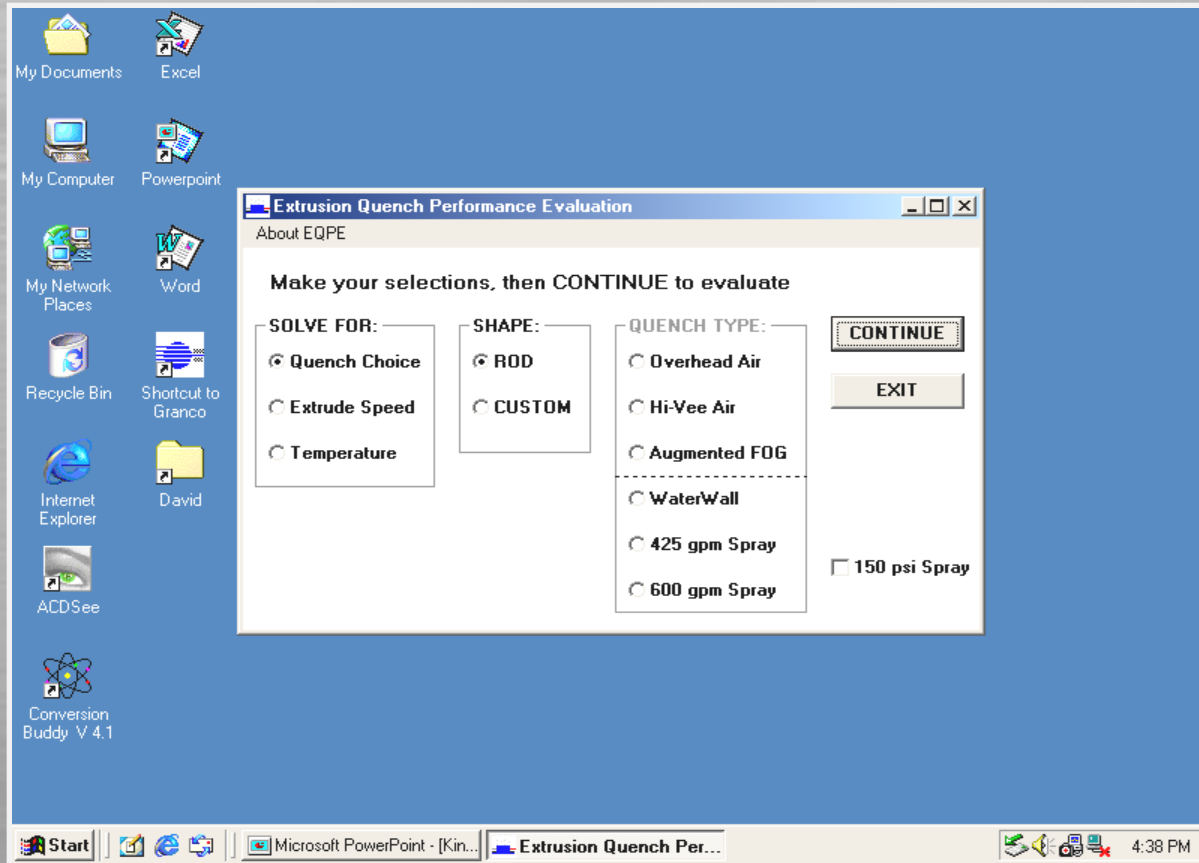 My Documents
Excel
My Computer
Powerpoint
My Network
Places
Word
Recycle Bin
Shortcut to
Granco
Internet
Explorer
David
ACDSee
Conversion
Buddy V 4.1
Extrusion Quench Performance Evaluation
About EQPE
Make your selections, then CONTINUE to evaluate
SOLVE FOR:
Quench Choice
Extrude Speed
Temperature
SHAPE:
ROD
CUSTOM
QUENCH TYPE:
Overhead Air
Hi-Vee Air
Augmented FOG
WaterWall
425 gpm Spray
600 gpm Spray
CONTINUE
EXIT
150 psi Spray
Start
Microsoft PowerPoint - [Kin...
Extrusion Quench Per...
4:38 PM